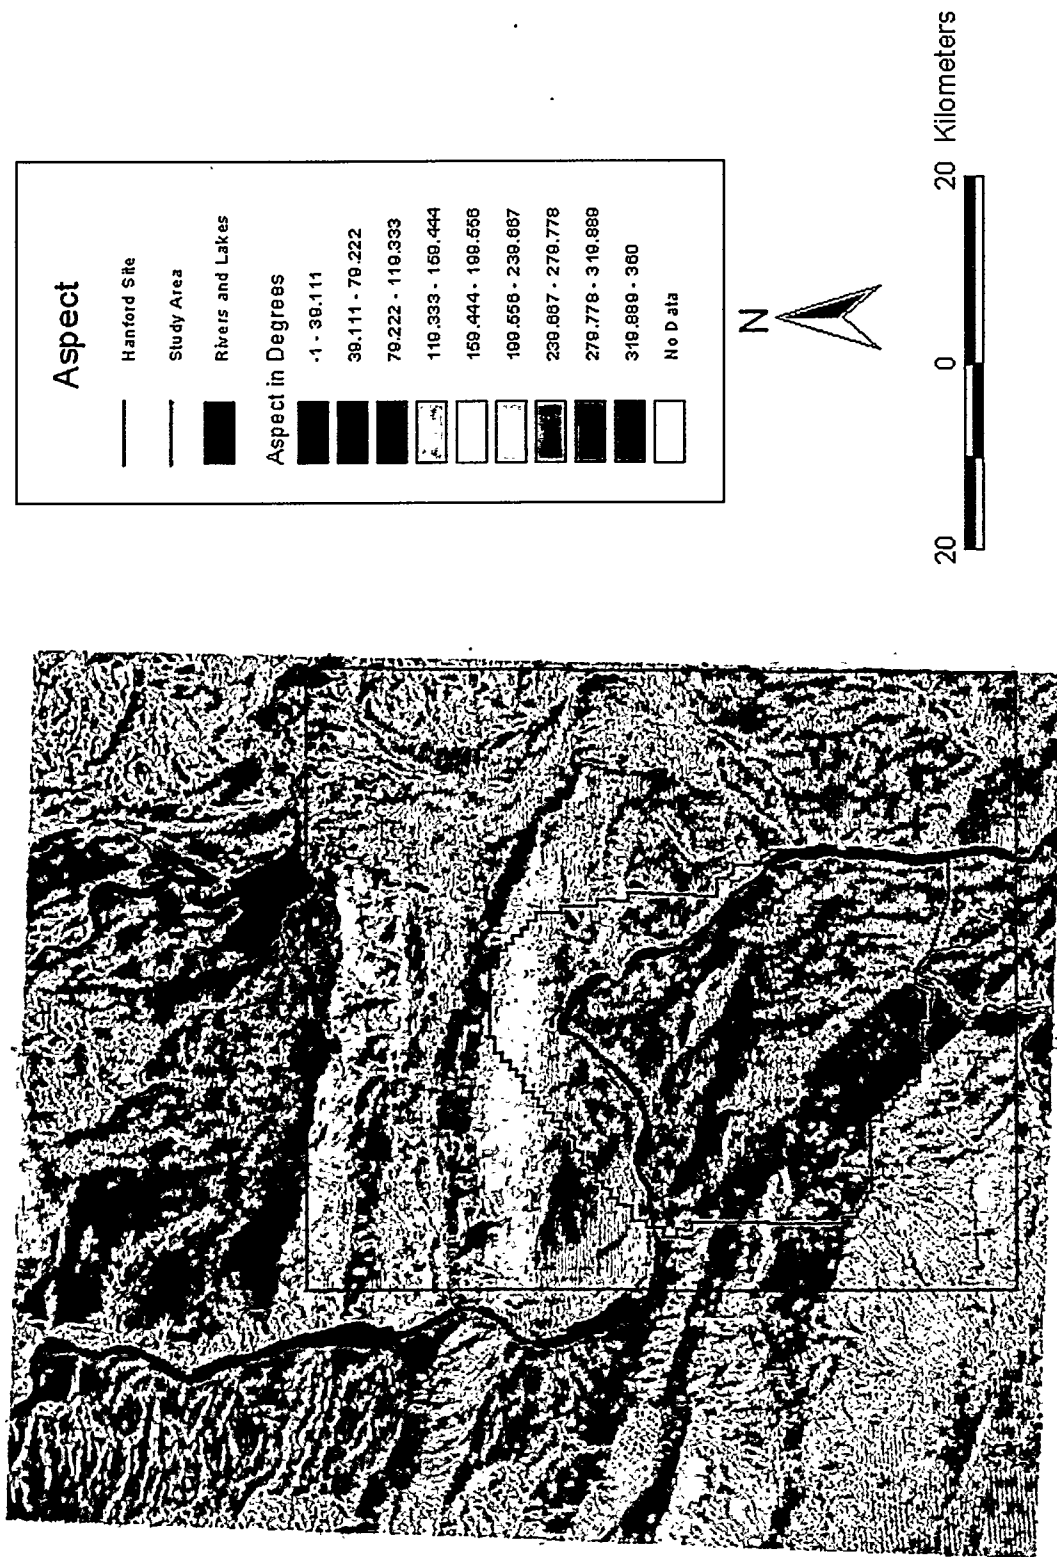 Aspect
Hanford Site
Study Area
Rivers and Lakes
Aspect in Degrees
-1 - 39.111
39.111 - 79.222
79.222 - 119.333
119.333 - 159.444
159.444 - 199.556
199.556 - 239.667
239.667 - 279.778
279.778 - 319.889
319.889 - 360
No Data
N
20 0 20 Kilometers